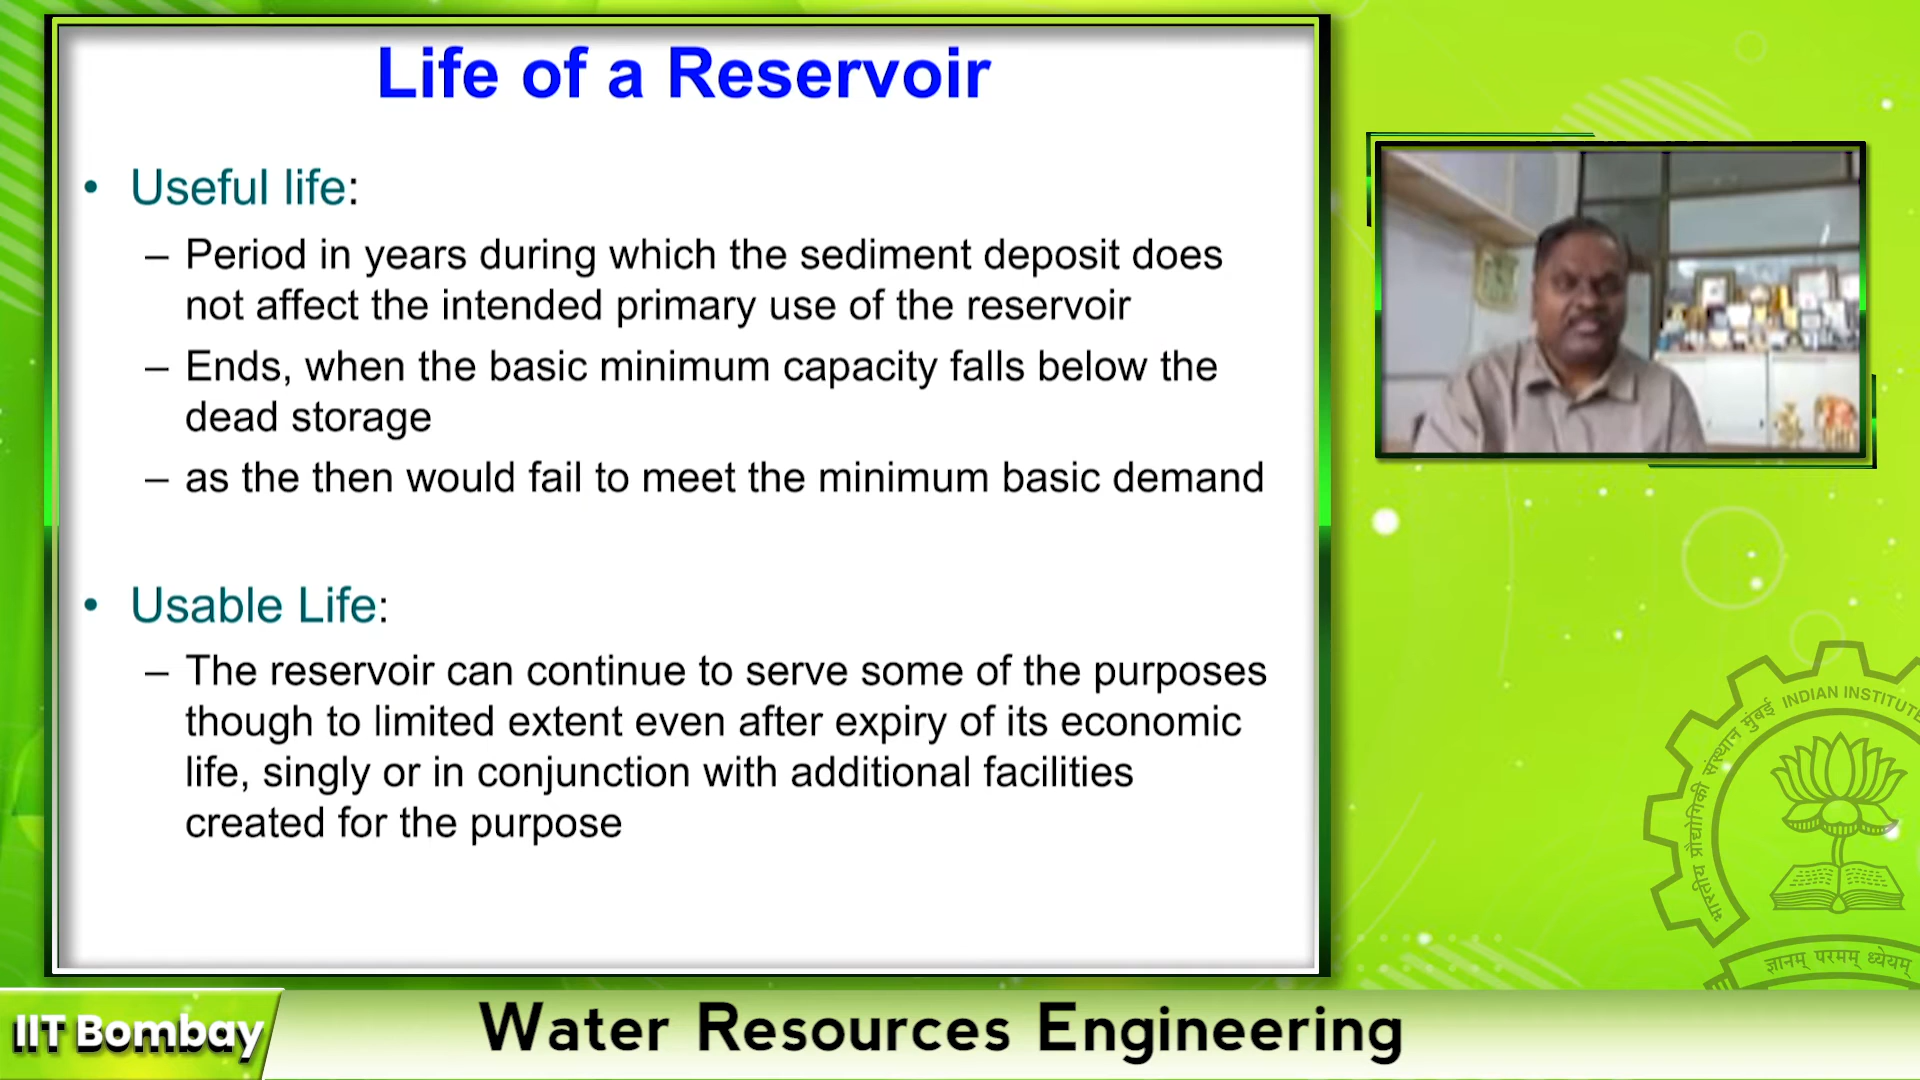 Life of a Reservoir
• Useful life:
– Period in years during which the sediment deposit does
not affect the intended primary use of the reservoir
– Ends, when the basic minimum capacity falls below the
dead storage
– as the then would fail to meet the minimum basic demand
• Usable Life:
– The reservoir can continue to serve some of the purposes
though to limited extent even after expiry of its economic
life, singly or in conjunction with additional facilities
created for the purpose
भारतीय प्रौद्योगिकी संस्थान मुंबई INDIAN INSTITUTE
ज्ञानम् परमम् ध्येयम्
IIT Bombay
Water Resources Engineering